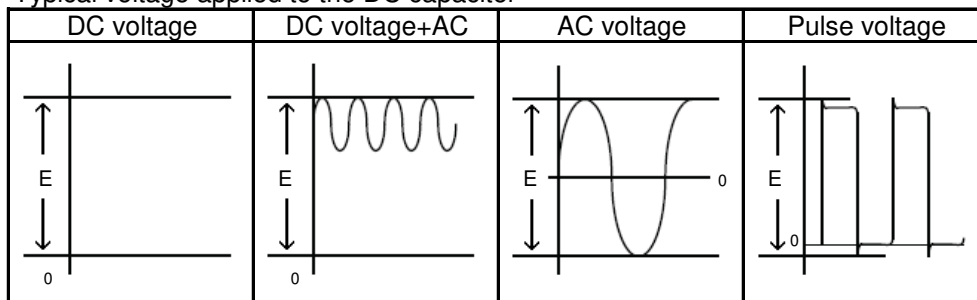 Typical voltage applied to the DC capacitor
DC voltage DC voltage+AC AC voltage Pulse voltage
E E E 0 E
0
0 0